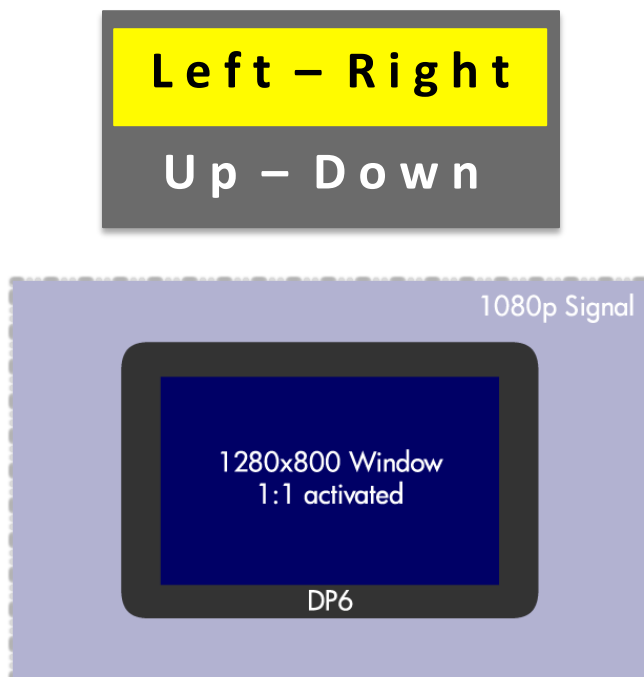 Left – Right
Up – Down
1080p Signal
1280x800 Window
1:1 activated
DP6